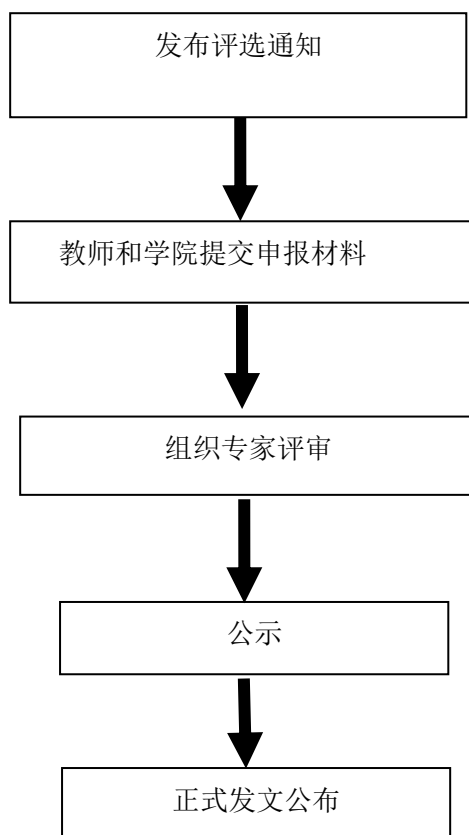 发布评选通知
教师和学院提交申报材料
组织专家评审
公示
正式发文公布